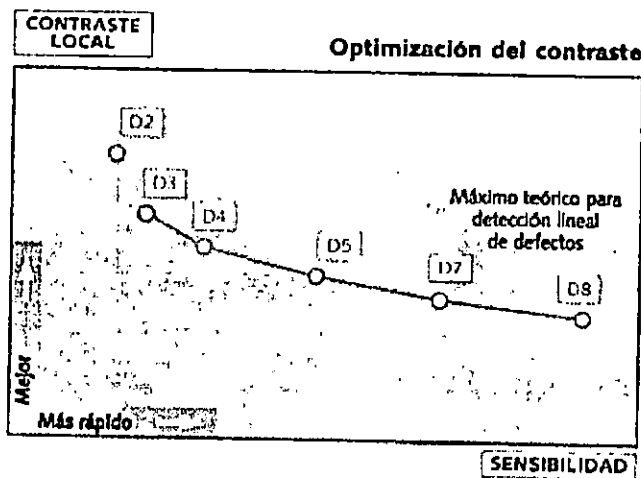 CONTRASTE
LOCAL
Optimización del contraste
D2
D3
D4
Máximo teórico para
detección lineal
de defectos
D5
D7
D8
Mejor
Más rápido
SENSIBILIDAD